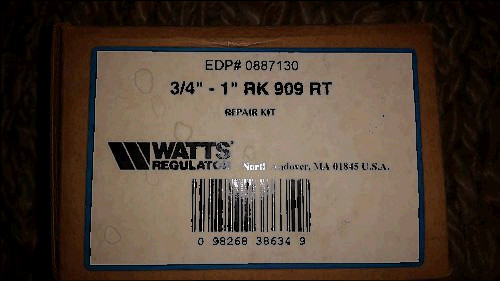 EDP# 0887130
3/4" - 1" RK 909 RT
REPAIR KIT
WATTS
REGULATOR
North Andover, MA 01845 U.S.A.
0 98268 38634 9